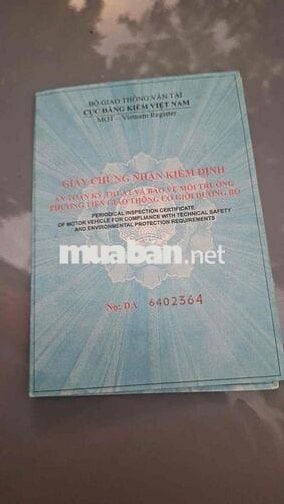 BỘ GIAO THÔNG VẬN TẢI
CỤC ĐĂNG KIỂM VIỆT NAM
MOT – Vietnam Register
GIẤY CHỨNG NHẬN KIỂM ĐỊNH
AN TOÀN KỸ THUẬT VÀ BẢO VỆ MÔI TRƯỜNG
PHƯƠNG TIỆN GIAO THÔNG CƠ GIỚI ĐƯỜNG BỘ
PERIODICAL INSPECTION CERTIFICATE
OF MOTOR VEHICLE FOR COMPLIANCE WITH TECHNICAL SAFETY
AND ENVIRONMENTAL PROTECTION REQUIREMENTS
muaban.net
No: DA 6402364